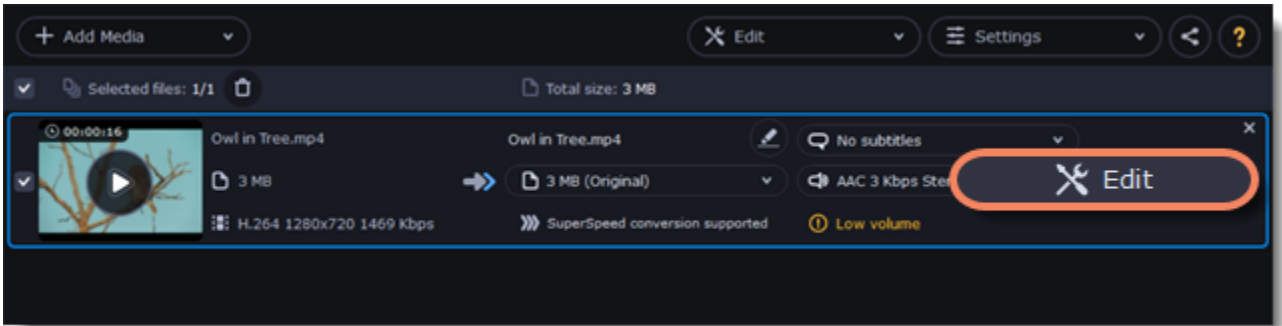 Add Media
Edit
Settings
?
Selected files: 1/1
Total size: 3 MB
00:00:16
Owl in Tree.mp4
Owl in Tree.mp4
No subtitles
3 MB
3 MB (Original)
AAC 3 Kbps Ster
Edit
H.264 1280x720 1469 Kbps
SuperSpeed conversion supported
Low volume